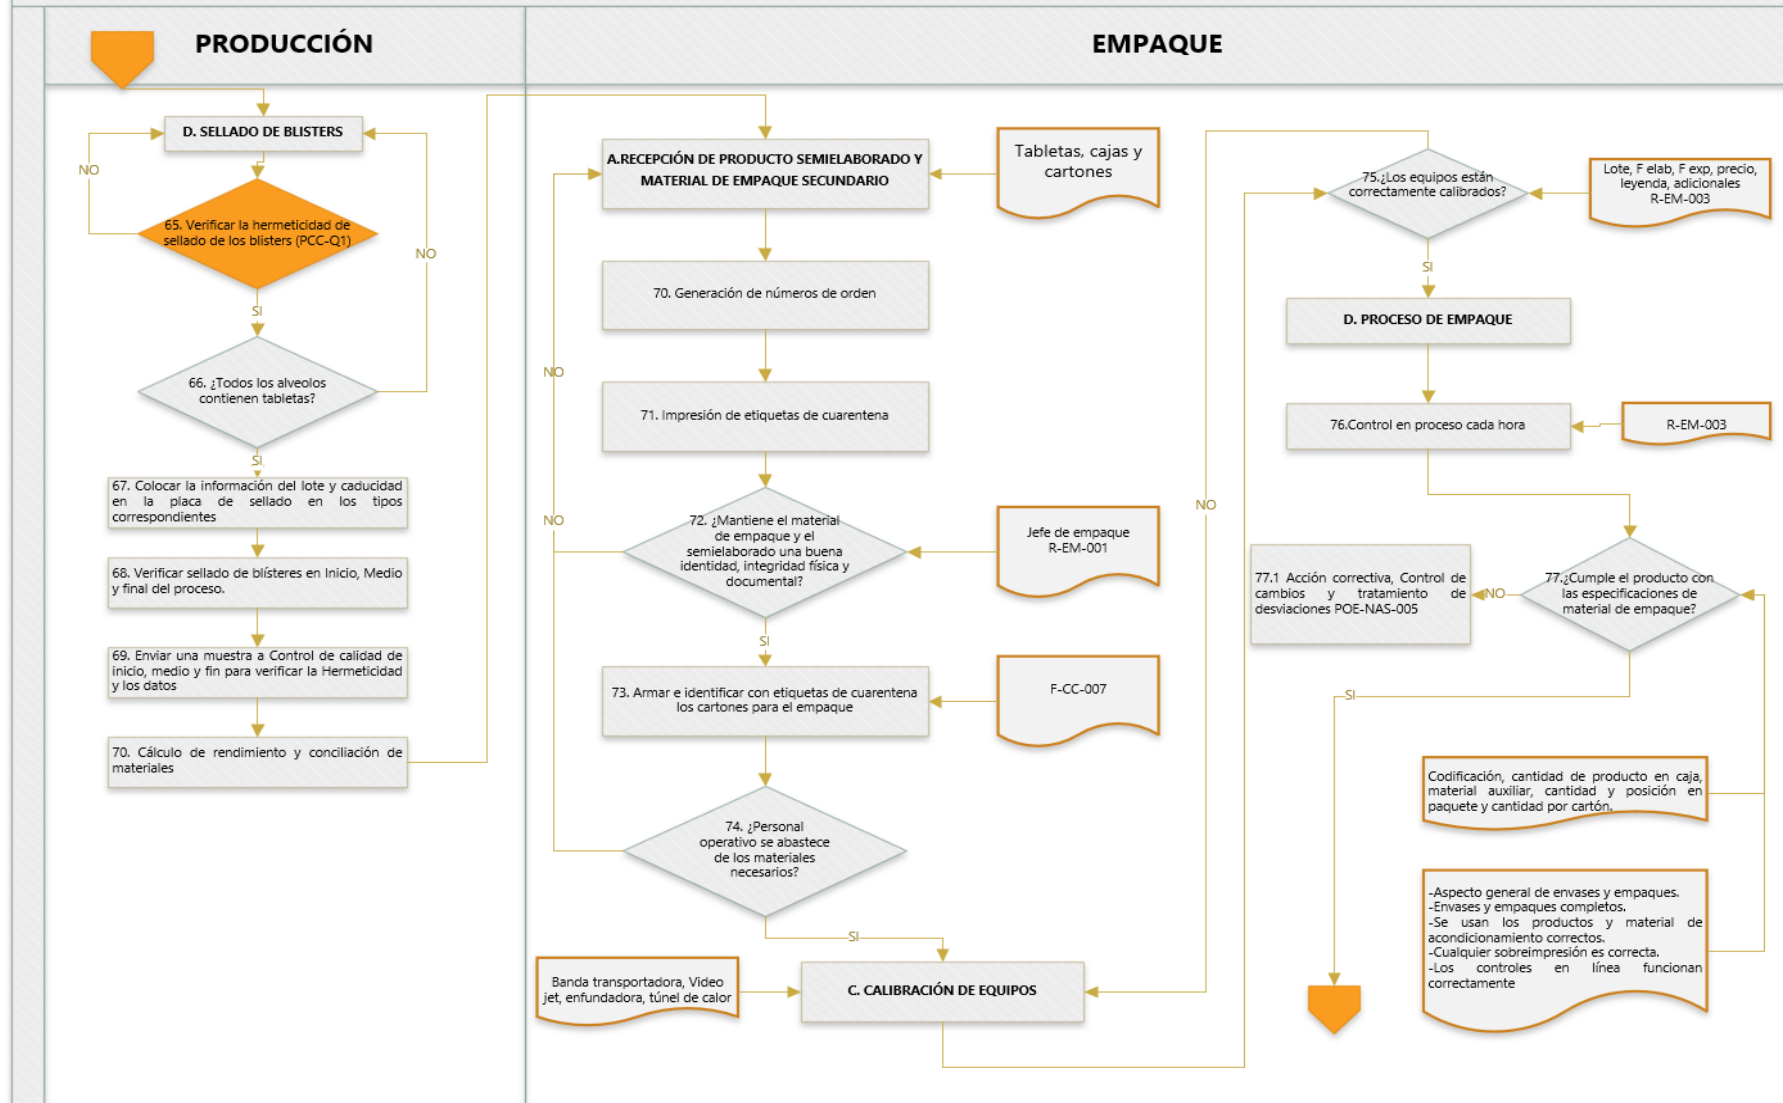 PRODUCCIÓN
EMPAQUE
D. SELLADO DE BLISTERS
NO
65. Verificar la hermeticidad de
sellado de los blisters (PCC-Q1)
NO
SI
66. ¿Todos los alveolos
contienen tabletas?
SI
67. Colocar la información del lote y caducidad
en la placa de sellado en los tipos
correspondientes
68. Verificar sellado de blísteres en Inicio, Medio
y final del proceso.
69. Enviar una muestra a Control de calidad de
inicio, medio y fin para verificar la Hermeticidad
y los datos
70. Cálculo de rendimiento y conciliación de
materiales
A.RECEPCIÓN DE PRODUCTO SEMIELABORADO Y
MATERIAL DE EMPAQUE SECUNDARIO
Tabletas, cajas y
cartones
70. Generación de números de orden
NO
71. Impresión de etiquetas de cuarentena
NO
72. ¿Mantiene el material
de empaque y el
semielaborado una buena
identidad, integridad física y
documental?
Jefe de empaque
R-EM-001
SI
73. Armar e identificar con etiquetas de cuarentena
los cartones para el empaque
F-CC-007
74. ¿Personal
operativo se abastece
de los materiales
necesarios?
SI
Banda transportadora, Video
jet, enfundadora, túnel de calor
C. CALIBRACIÓN DE EQUIPOS
NO
75.¿Los equipos están
correctamente calibrados?
Lote, F elab, F exp, precio,
leyenda, adicionales
R-EM-003
SI
D. PROCESO DE EMPAQUE
76.Control en proceso cada hora
R-EM-003
77.¿Cumple el producto con
las especificaciones de
material de empaque?
NO
77.1 Acción correctiva, Control de
cambios y tratamiento de
desviaciones POE-NAS-005
SI
Codificación, cantidad de producto en caja,
material auxiliar, cantidad y posición en
paquete y cantidad por cartón.
-Aspecto general de envases y empaques.
-Envases y empaques completos.
-Se usan los productos y material de
acondicionamiento correctos.
-Cualquier sobreimpresión es correcta.
-Los controles en línea funcionan
correctamente